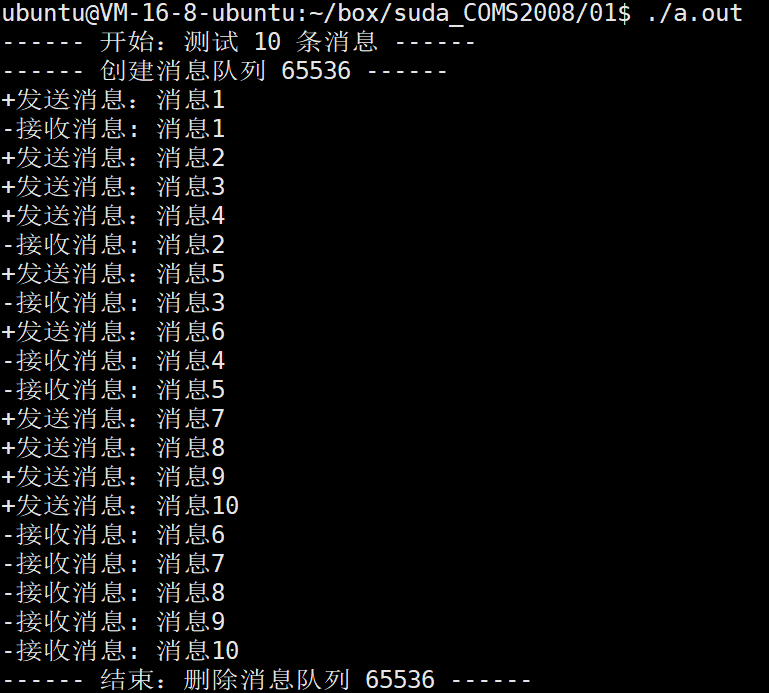 ubuntu@VM-16-8-ubuntu:~/box/suda_COMS2008/01$ ./a.out
------ 开始：测试 10 条消息 ------
------ 创建消息队列 65536 ------
+发送消息：消息1
-接收消息：消息1
+发送消息：消息2
+发送消息：消息3
+发送消息：消息4
-接收消息：消息2
+发送消息：消息5
-接收消息：消息3
+发送消息：消息6
-接收消息：消息4
-接收消息：消息5
+发送消息：消息7
+发送消息：消息8
+发送消息：消息9
+发送消息：消息10
-接收消息：消息6
-接收消息：消息7
-接收消息：消息8
-接收消息：消息9
-接收消息：消息10
------ 结束：删除消息队列 65536 ------